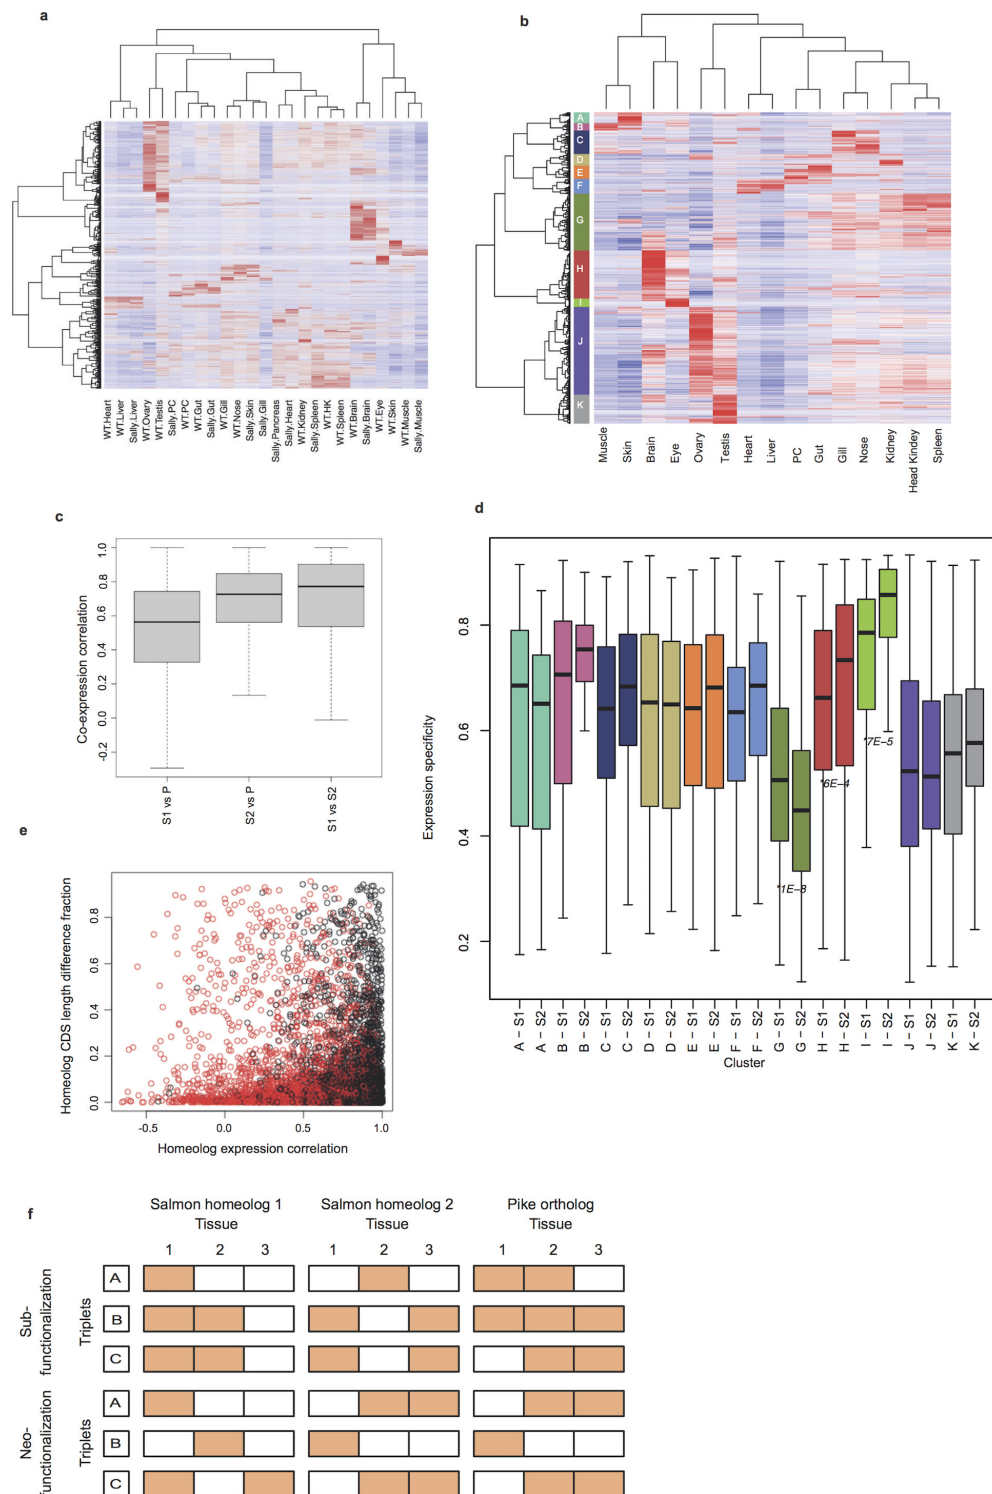 a
WT.Heart
WT.Liver
Sally.Liver
WT.Ovary
WT.Testis
Sally.PC
WT.PC
WT.Gut
Sally.Gut
WT.Gill
WT.Nose
Sally.Skin
Sally.Gill
Sally.Pancreas
Sally.Heart
WT.Kidney
Sally.Spleen
WT.HK
WT.Spleen
WT.Brain
Sally.Brain
WT.Eye
WT.Skin
WT.Muscle
Sally.Muscle
b
A
B
C
D
E
F
G
H
I
J
K
Muscle
Skin
Brain
Eye
Ovary
Testis
Heart
Liver
PC
Gut
Gill
Nose
Kidney
Head Kindey
Spleen
c
Co-expression correlation
1.0
0.8
0.6
0.4
0.2
0.0
-0.2
S1 vs P
S2 vs P
S1 vs S2
d
Expression specificity
0.8
0.6
0.4
0.2
*1E–8
*6E–4
*7E–5
A – S1
A – S2
B – S1
B – S2
C – S1
C – S2
D – S1
D – S2
E – S1
E – S2
F – S1
F – S2
G – S1
G – S2
H – S1
H – S2
I – S1
I – S2
J – S1
J – S2
K – S1
K – S2
Cluster
e
Homeolog CDS length difference fraction
0.8
0.6
0.4
0.2
0.0
-0.5 0.0 0.5 1.0
Homeolog expression correlation
f
Salmon homeolog 1 Salmon homeolog 2 Pike ortholog
Tissue Tissue Tissue
1 2 3 1 2 3 1 2 3
Sub-
functionalization
Triplets
A
B
C
Neo-
functionalization
Triplets
A
B
C